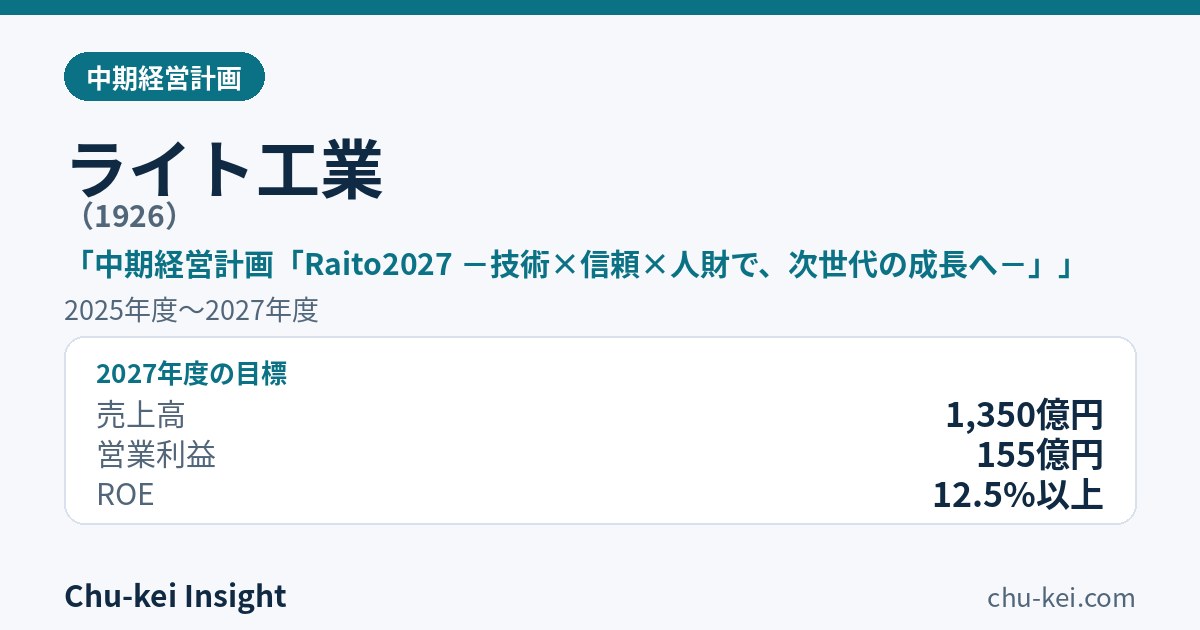 中期経営計画
ライト工業
（1926）
「中期経営計画「Raito2027 －技術×信頼×人財で、次世代の成長へ－」」
2025年度～2027年度
2027年度の目標
売上高 1,350億円
営業利益 155億円
ROE 12.5%以上
Chu-kei Insight chu-kei.com